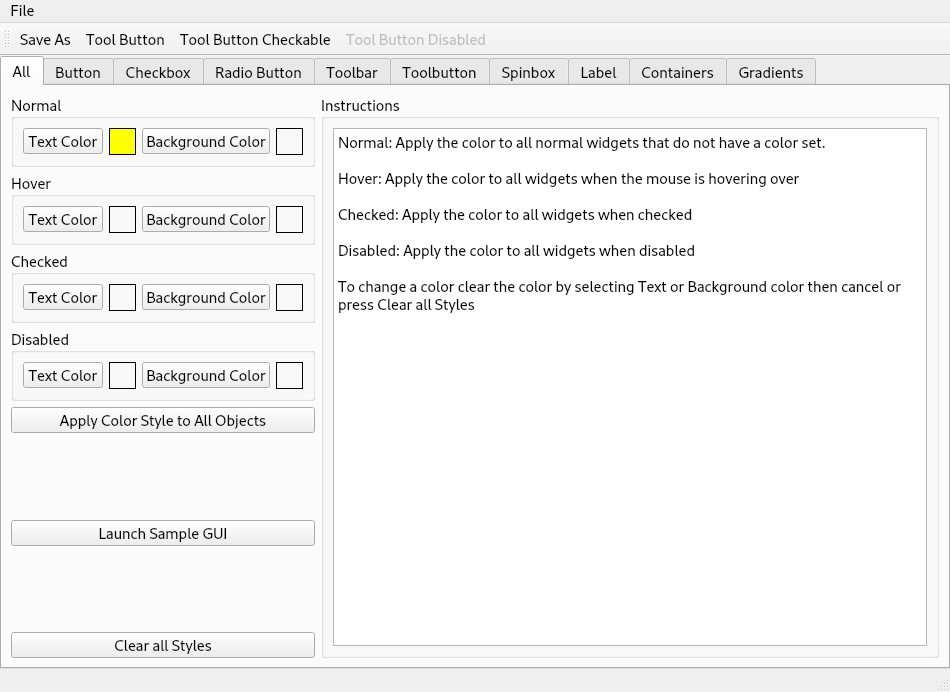 File
Save As Tool Button Tool Button Checkable Tool Button Disabled
All Button Checkbox Radio Button Toolbar Toolbutton Spinbox Label Containers Gradients
Normal
Text Color Background Color
Hover
Text Color Background Color
Checked
Text Color Background Color
Disabled
Text Color Background Color
Apply Color Style to All Objects
Launch Sample GUI
Clear all Styles
Instructions
Normal: Apply the color to all normal widgets that do not have a color set.
Hover: Apply the color to all widgets when the mouse is hovering over
Checked: Apply the color to all widgets when checked
Disabled: Apply the color to all widgets when disabled
To change a color clear the color by selecting Text or Background color then cancel or
press Clear all Styles